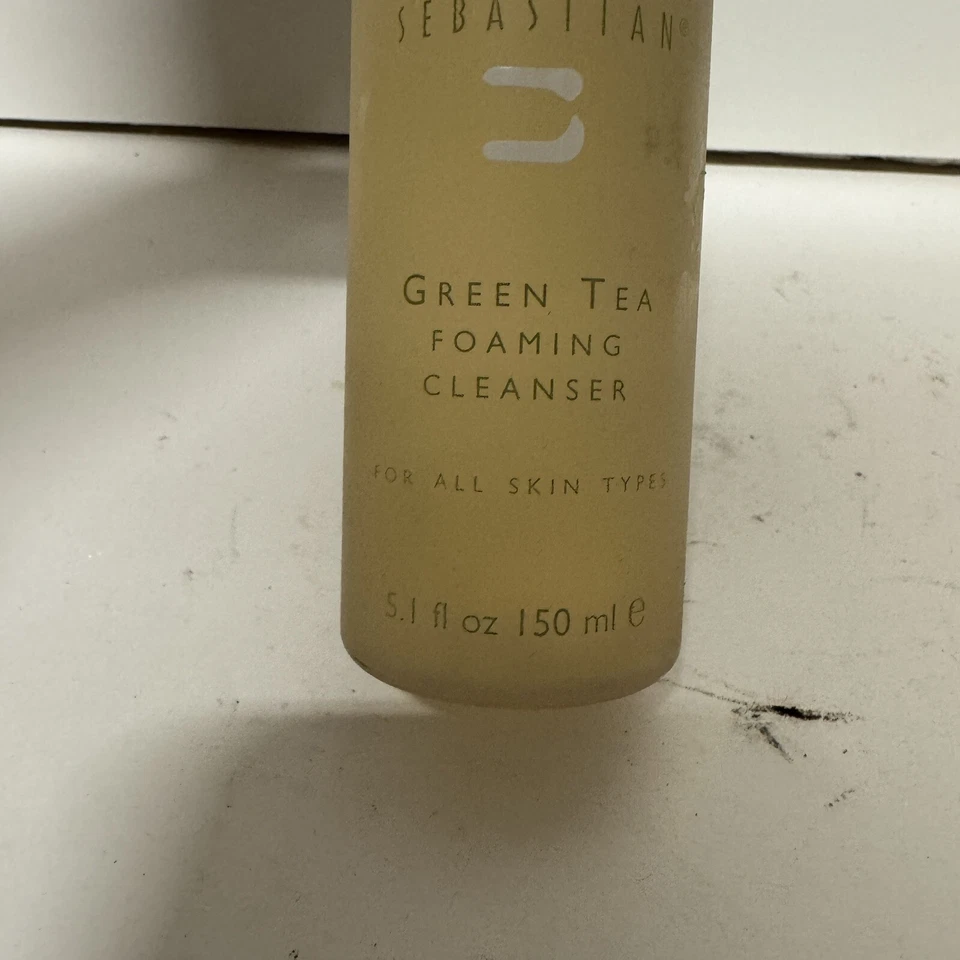 SEBASTIAN®
GREEN TEA
FOAMING
CLEANSER
FOR ALL SKIN TYPES
5.1 fl oz 150 ml ℮